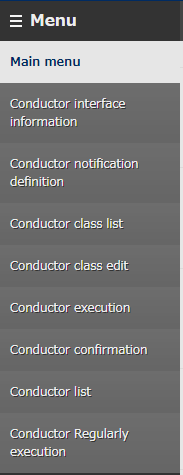 Menu
Main menu
Conductor interface
information
Conductor notification
definition
Conductor class list
Conductor class edit
Conductor execution
Conductor confirmation
Conductor list
Conductor Regularly
execution